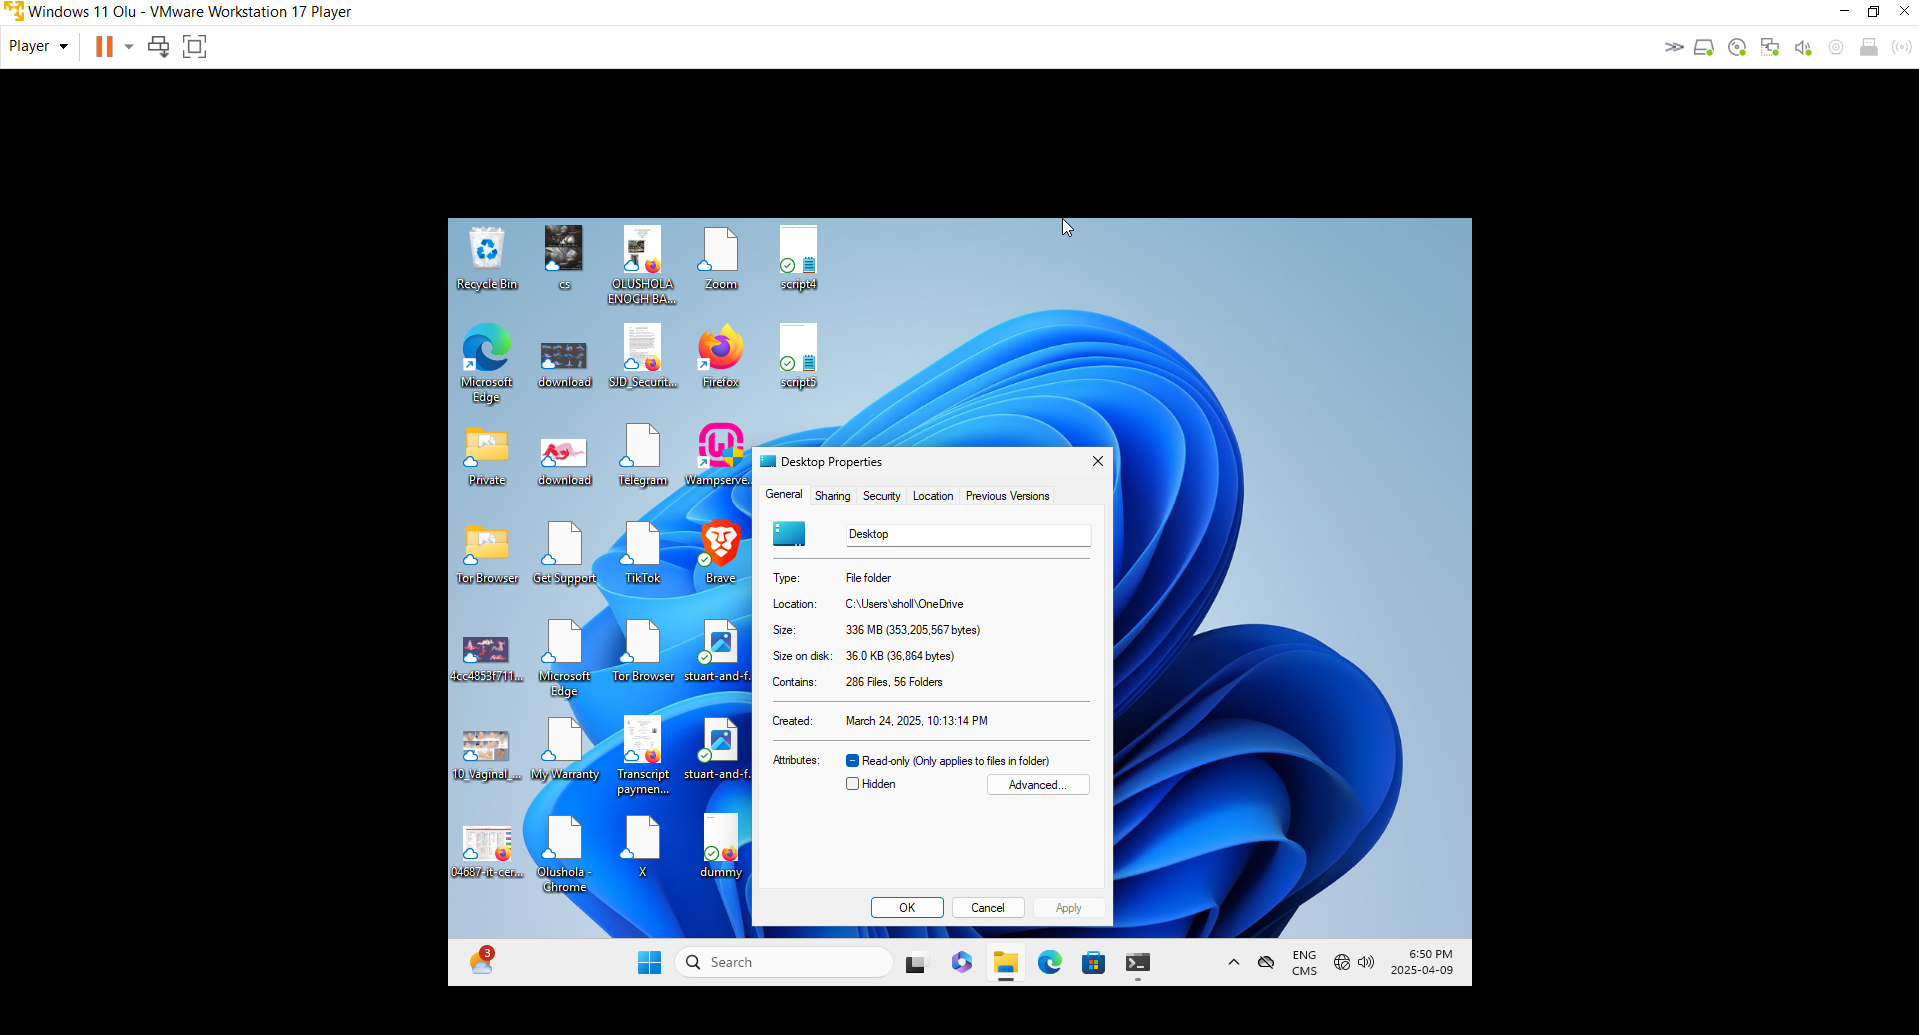 Windows 11 Olu - VMware Workstation 17 Player
Player
Recycle Bin
cs
OLUSHOLA
ENOCH BA...
Zoom
script4
Microsoft
Edge
download
SJD_Securit...
Firefox
script5
Private
download
Telegram
Wampserve...
Tor Browser
Get Support
TikTok
Brave
4cc4853f711...
Microsoft
Edge
Tor Browser
stuart-and-f...
10_Vaginal_...
My Warranty
Transcript
paymen...
stuart-and-f...
04687-it-cer...
Olushola -
Chrome
X
dummy
Desktop Properties
General
Sharing
Security
Location
Previous Versions
Desktop
Type: File folder
Location: C:\Users\sholl\OneDrive
Size: 336 MB (353,205,567 bytes)
Size on disk: 36.0 KB (36,864 bytes)
Contains: 286 Files, 56 Folders
Created: March 24, 2025, 10:13:14 PM
Attributes: Read-only (Only applies to files in folder)
Hidden
Advanced...
OK
Cancel
Apply
3
Search
ENG
CMS
6:50 PM
2025-04-09